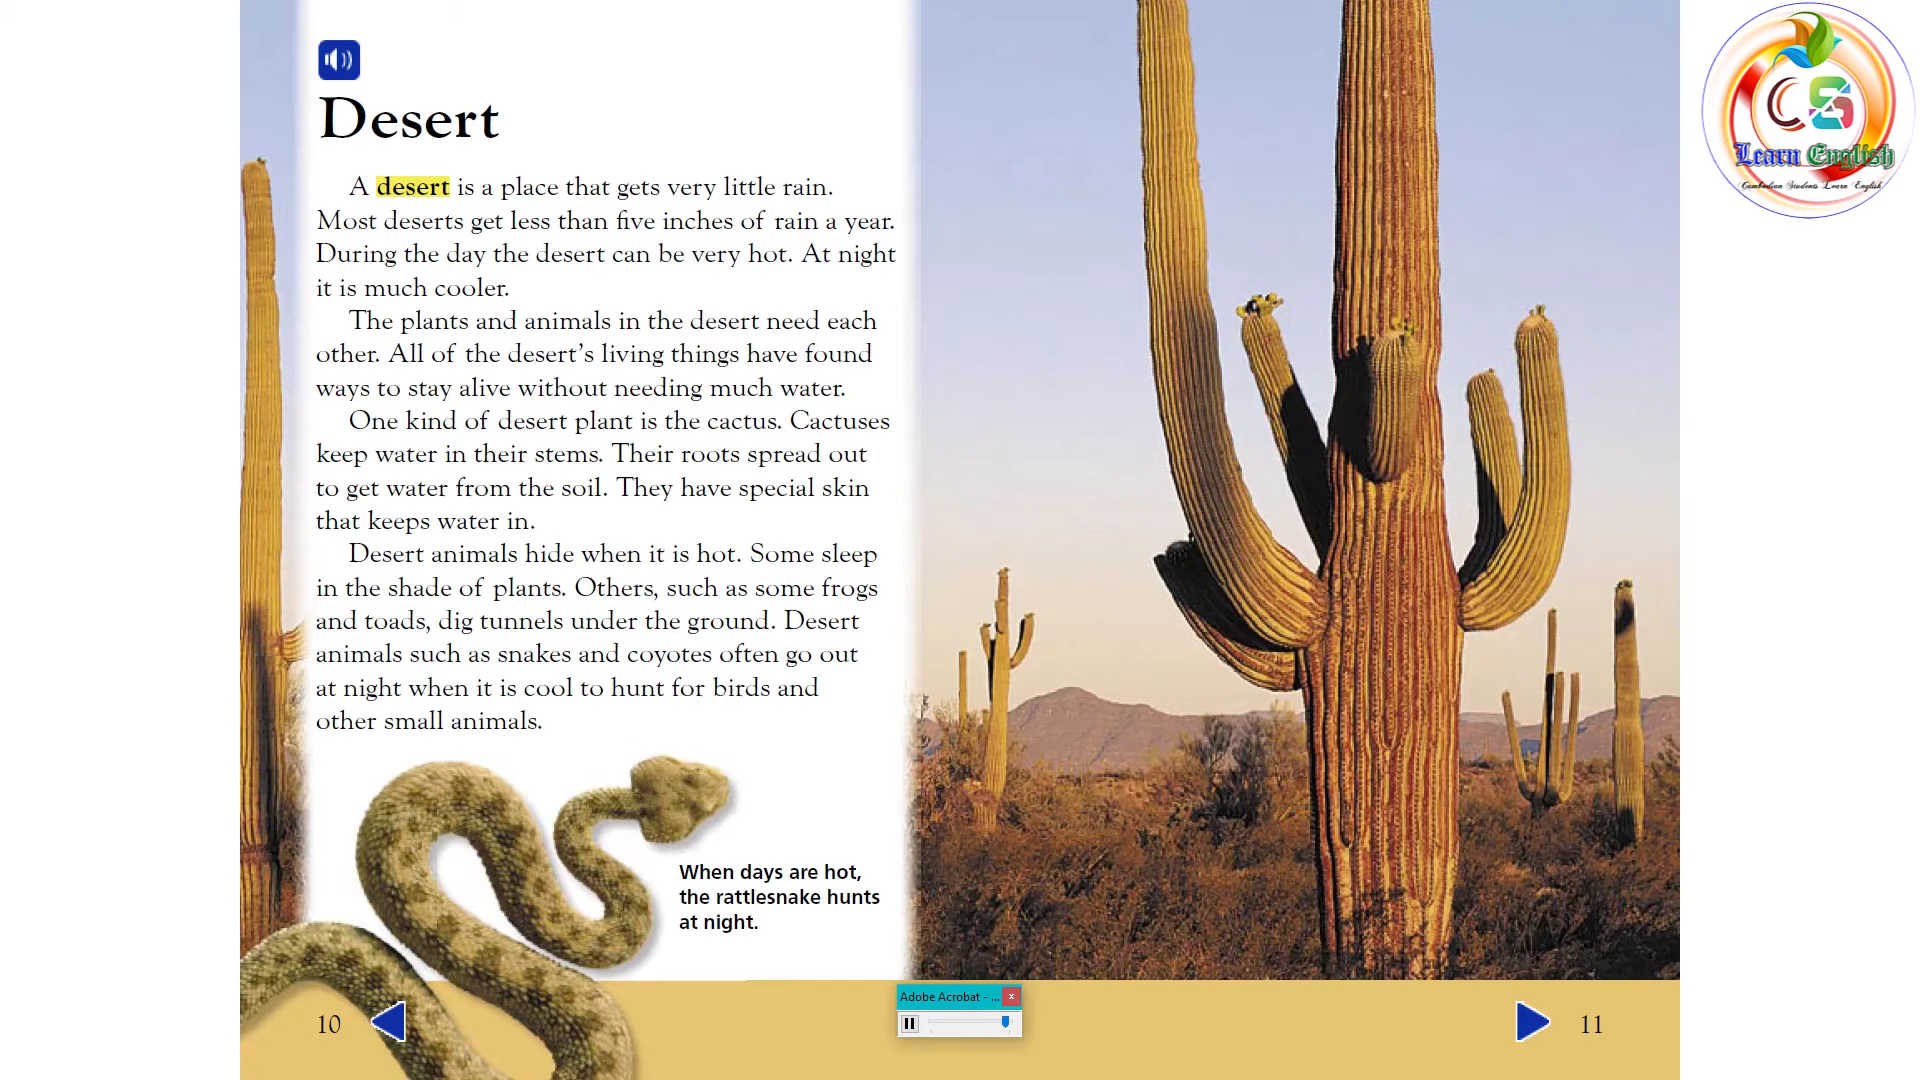 Desert
A desert is a place that gets very little rain.
Most deserts get less than five inches of rain a year.
During the day the desert can be very hot. At night
it is much cooler.
The plants and animals in the desert need each
other. All of the desert's living things have found
ways to stay alive without needing much water.
One kind of desert plant is the cactus. Cactuses
keep water in their stems. Their roots spread out
to get water from the soil. They have special skin
that keeps water in.
Desert animals hide when it is hot. Some sleep
in the shade of plants. Others, such as some frogs
and toads, dig tunnels under the ground. Desert
animals such as snakes and coyotes often go out
at night when it is cool to hunt for birds and
other small animals.
When days are hot,
the rattlesnake hunts
at night.
10
Adobe Acrobat - ...
11
CS
Learn English
Cambodian Students Learn English